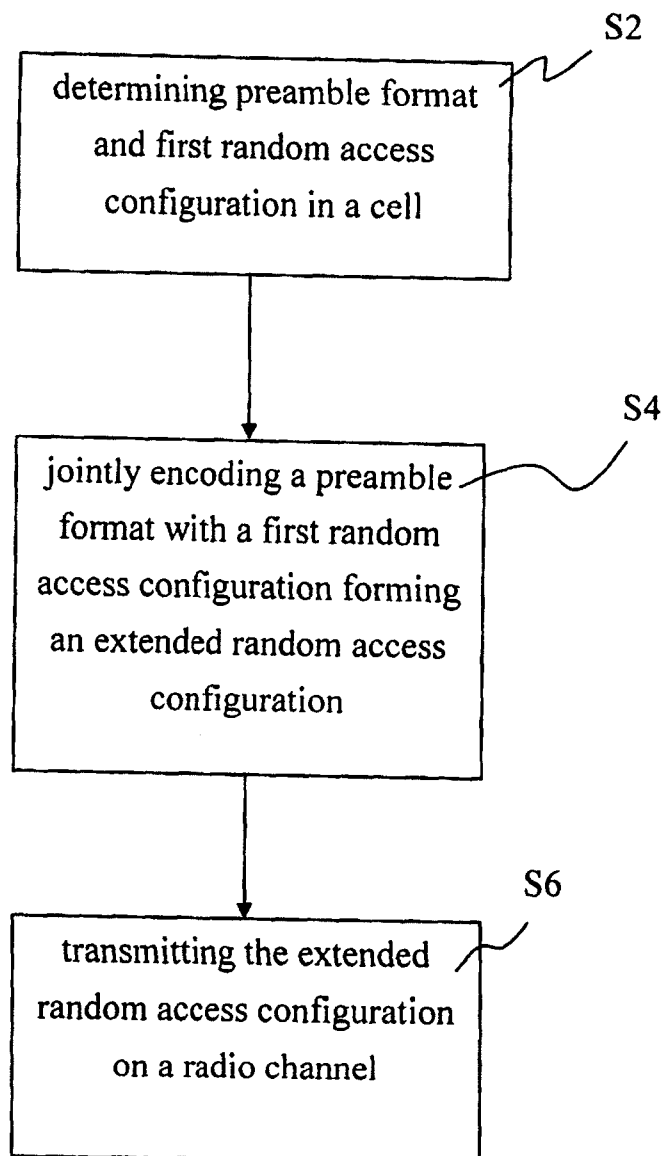 S2
determining preamble format
and first random access
configuration in a cell
S4
jointly encoding a preamble
format with a first random
access configuration forming
an extended random access
configuration
S6
transmitting the extended
random access configuration
on a radio channel